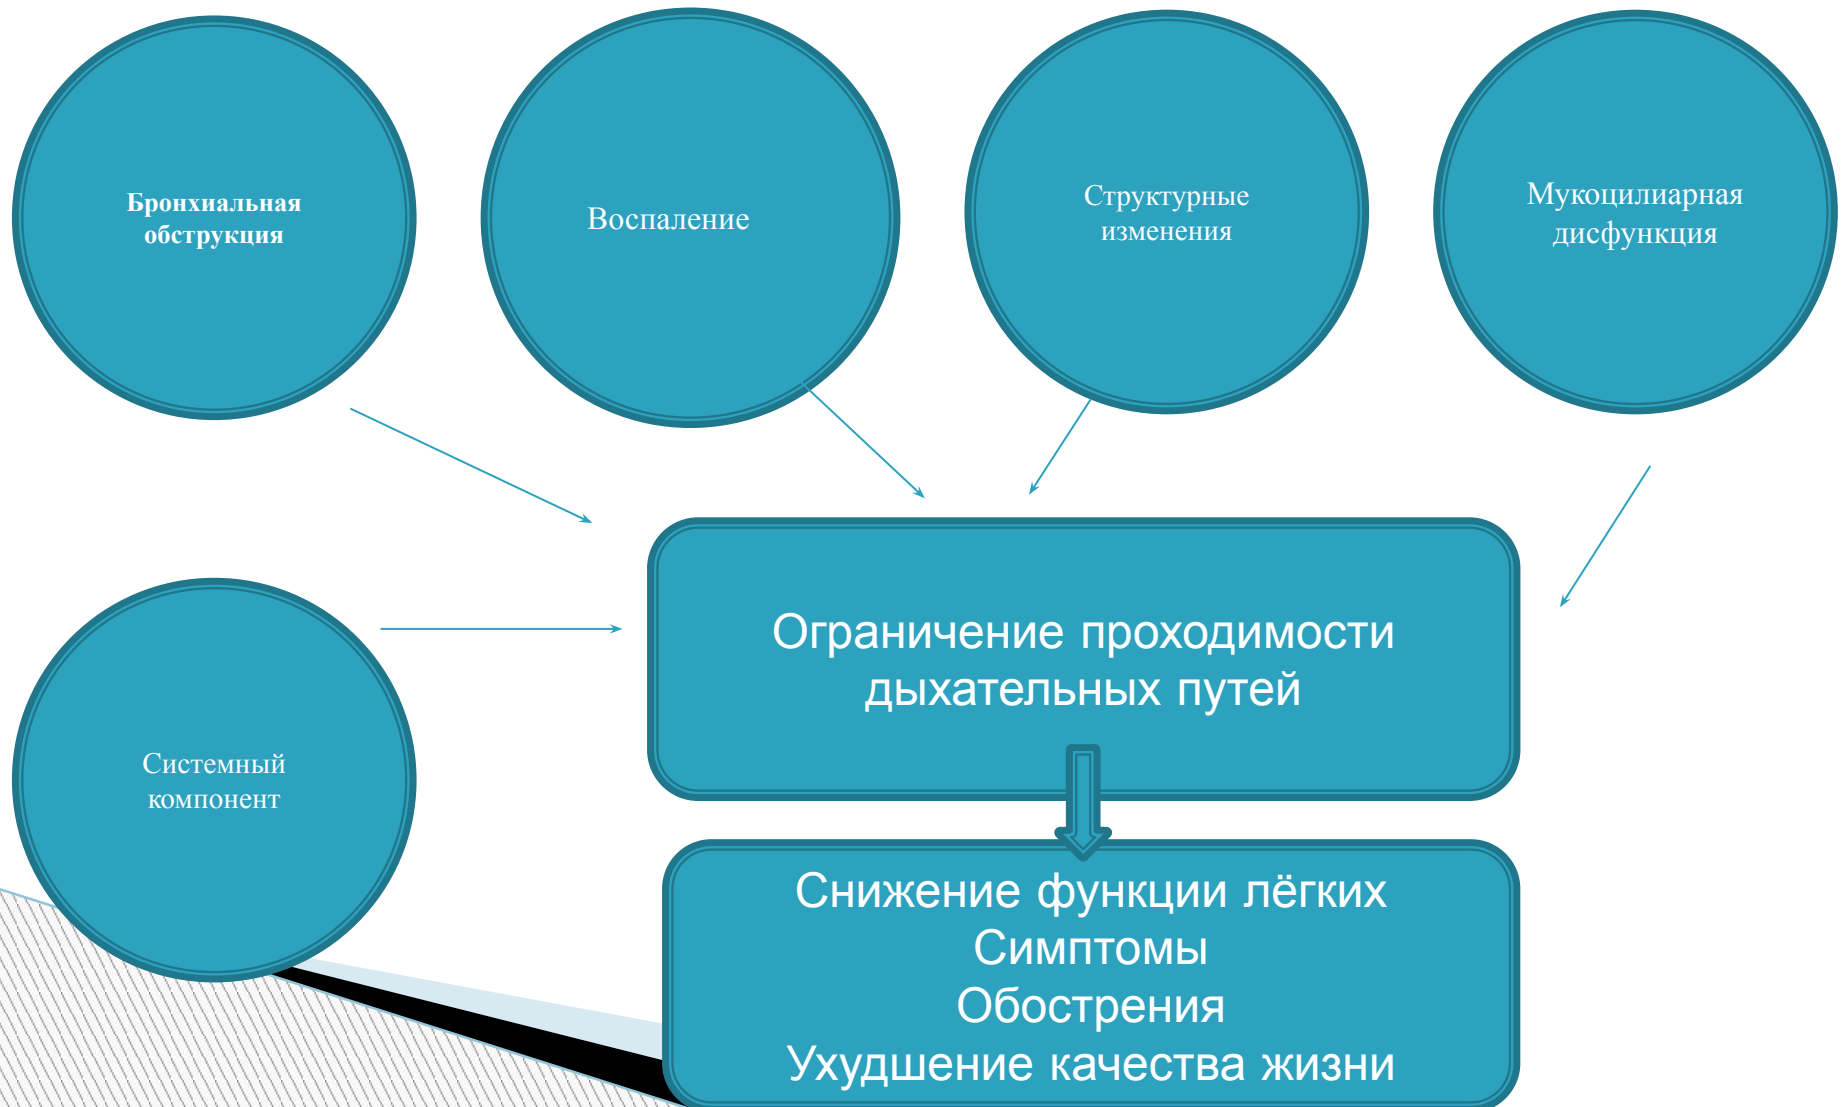 Бронхиальная
обструкция
Воспаление
Структурные
изменения
Мукоцилиарная
дисфункция
Ограничение проходимости
дыхательных путей
Системный
компонент
Снижение функции лёгких
Симптомы
Обострения
Ухудшение качества жизни